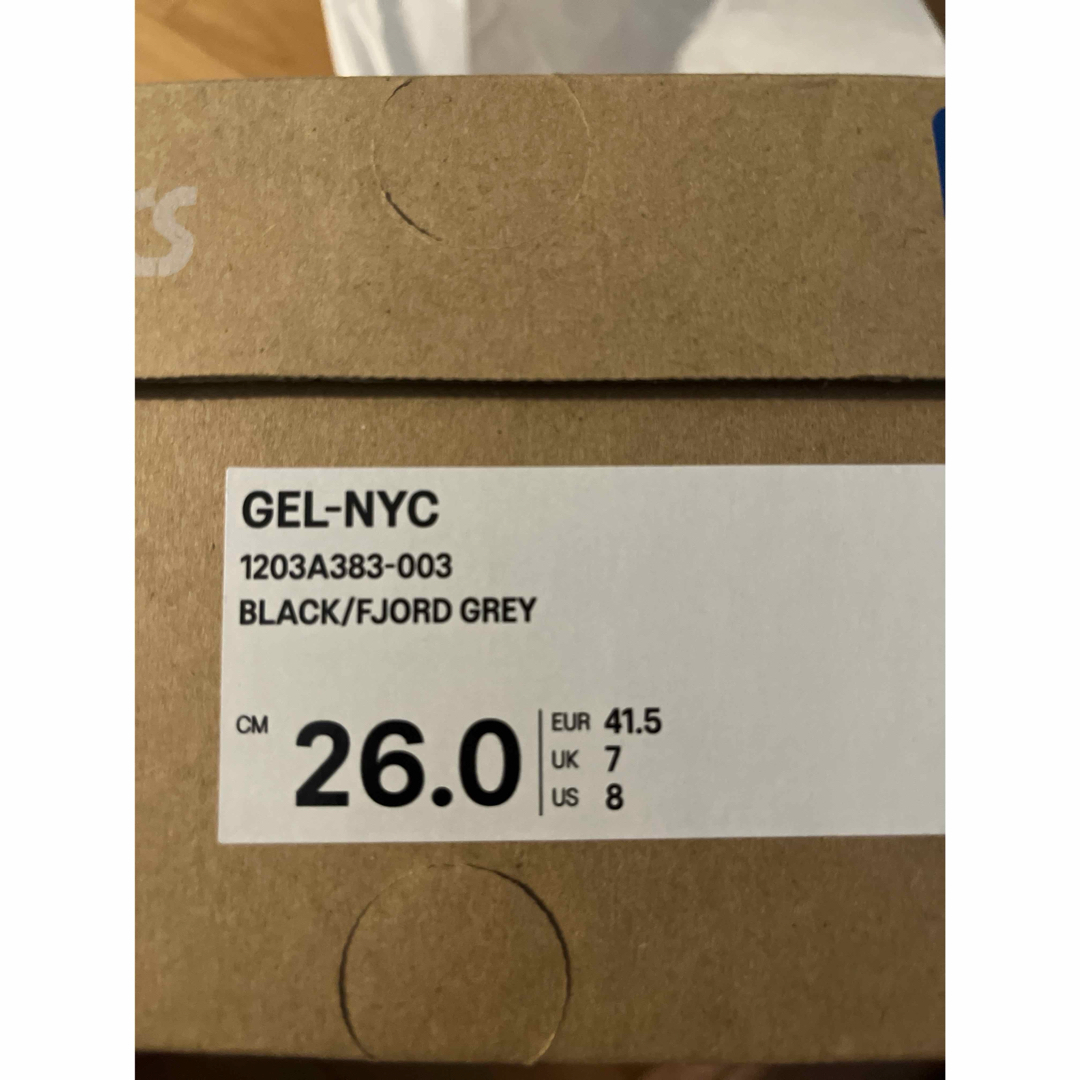 GEL-NYC
1203A383-003
BLACK/FJORD GREY
CM 26.0
EUR 41.5
UK 7
US 8